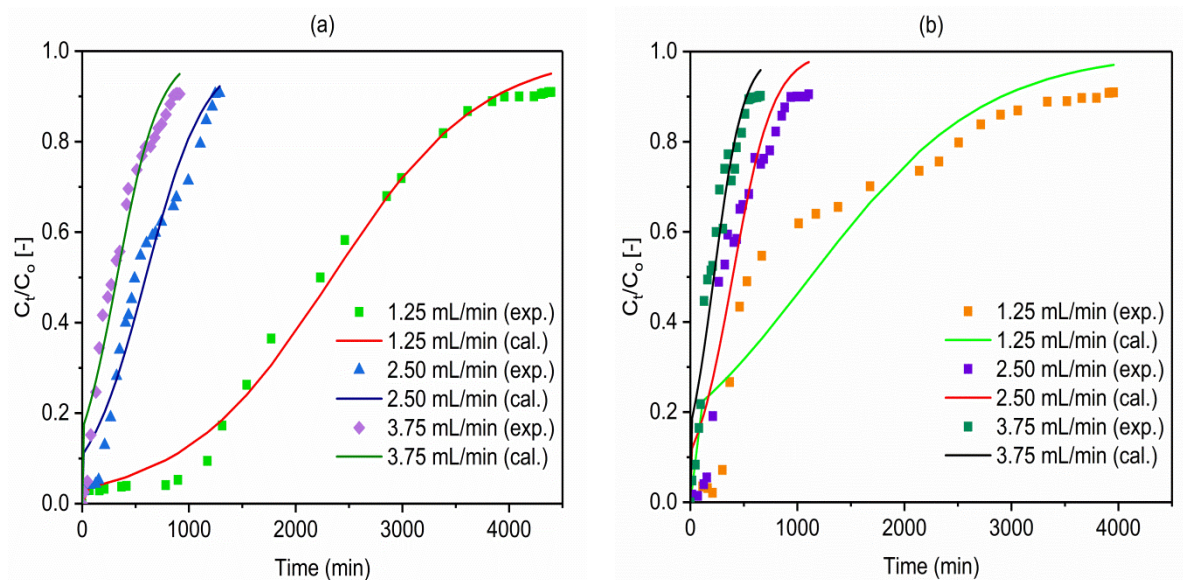 (a)
1.0
0.8
0.6
0.4
0.2
0.0
Cₜ/Cₒ [-]
0
1000
2000
3000
4000
Time (min)
1.25 mL/min (exp.)
1.25 mL/min (cal.)
2.50 mL/min (exp.)
2.50 mL/min (cal.)
3.75 mL/min (exp.)
3.75 mL/min (cal.)
(b)
1.0
0.8
0.6
0.4
0.2
0.0
Cₜ/Cₒ [-]
0
1000
2000
3000
4000
Time (min)
1.25 mL/min (exp.)
1.25 mL/min (cal.)
2.50 mL/min (exp.)
2.50 mL/min (cal.)
3.75 mL/min (exp.)
3.75 mL/min (cal.)